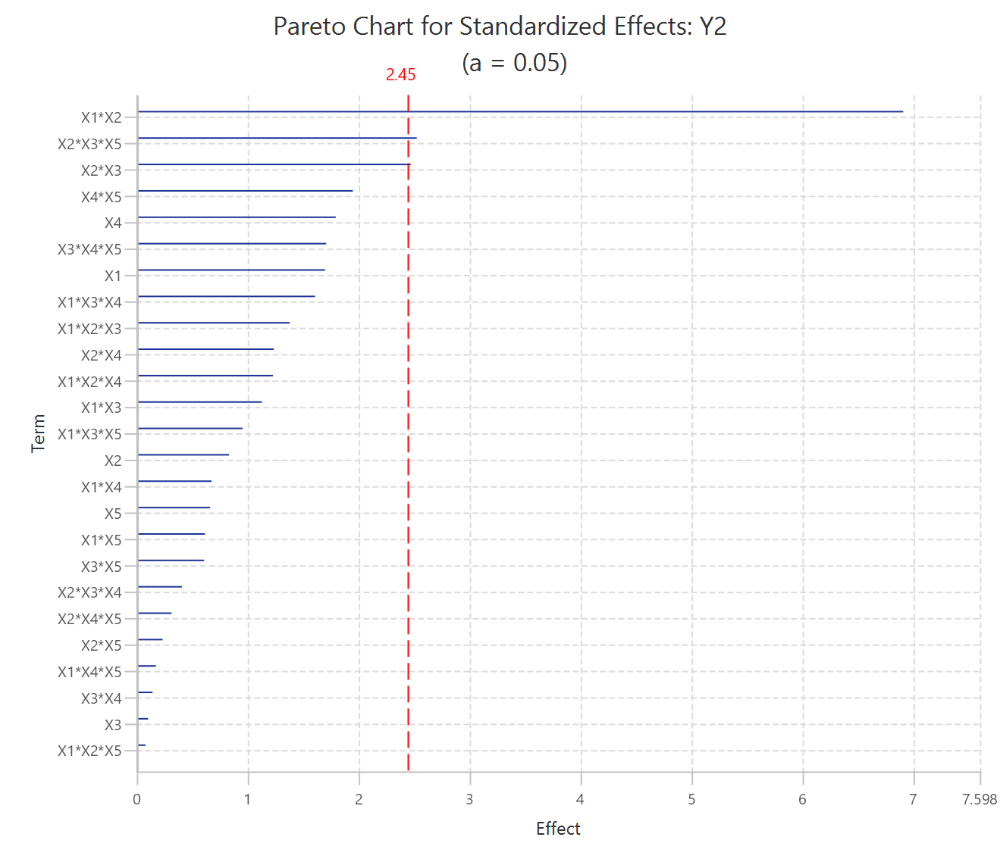 Pareto Chart for Standardized Effects: Y2
(a = 0.05)
2.45
X1*X2
X2*X3*X5
X2*X3
X4*X5
X4
X3*X4*X5
X1
X1*X3*X4
X1*X2*X3
X2*X4
X1*X2*X4
X1*X3
X1*X3*X5
X2
X1*X4
X5
X1*X5
X3*X5
X2*X3*X4
X2*X4*X5
X2*X5
X1*X4*X5
X3*X4
X3
X1*X2*X5
Term
0 1 2 3 4 5 6 7 7.598
Effect